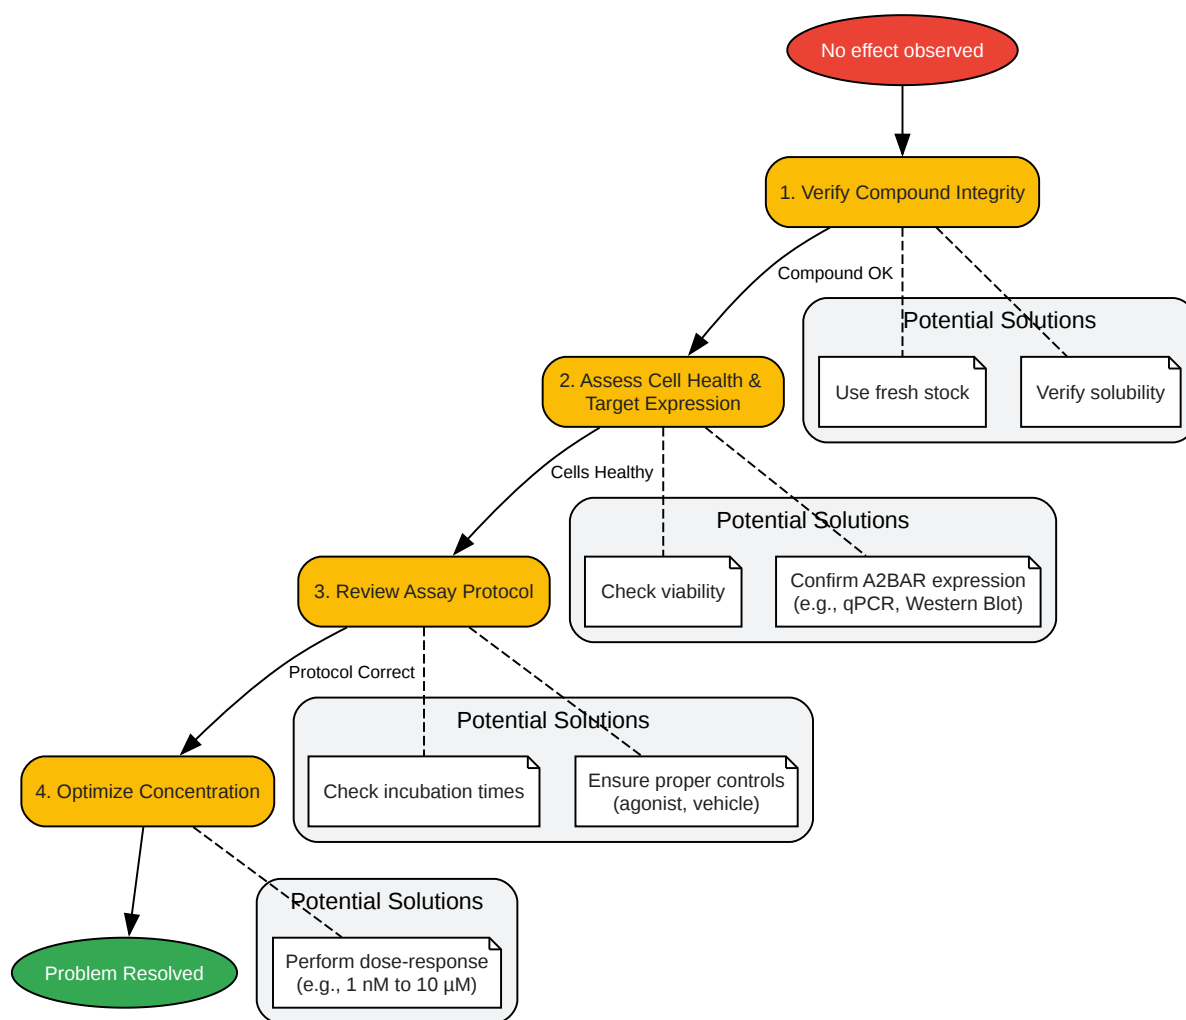 No effect observed
1. Verify Compound Integrity
Compound OK
Potential Solutions
Use fresh stock
Verify solubility
2. Assess Cell Health &
Target Expression
Cells Healthy
Potential Solutions
Check viability
Confirm A2BAR expression
(e.g., qPCR, Western Blot)
3. Review Assay Protocol
Protocol Correct
Potential Solutions
Check incubation times
Ensure proper controls
(agonist, vehicle)
4. Optimize Concentration
Potential Solutions
Perform dose-response
(e.g., 1 nM to 10 µM)
Problem Resolved